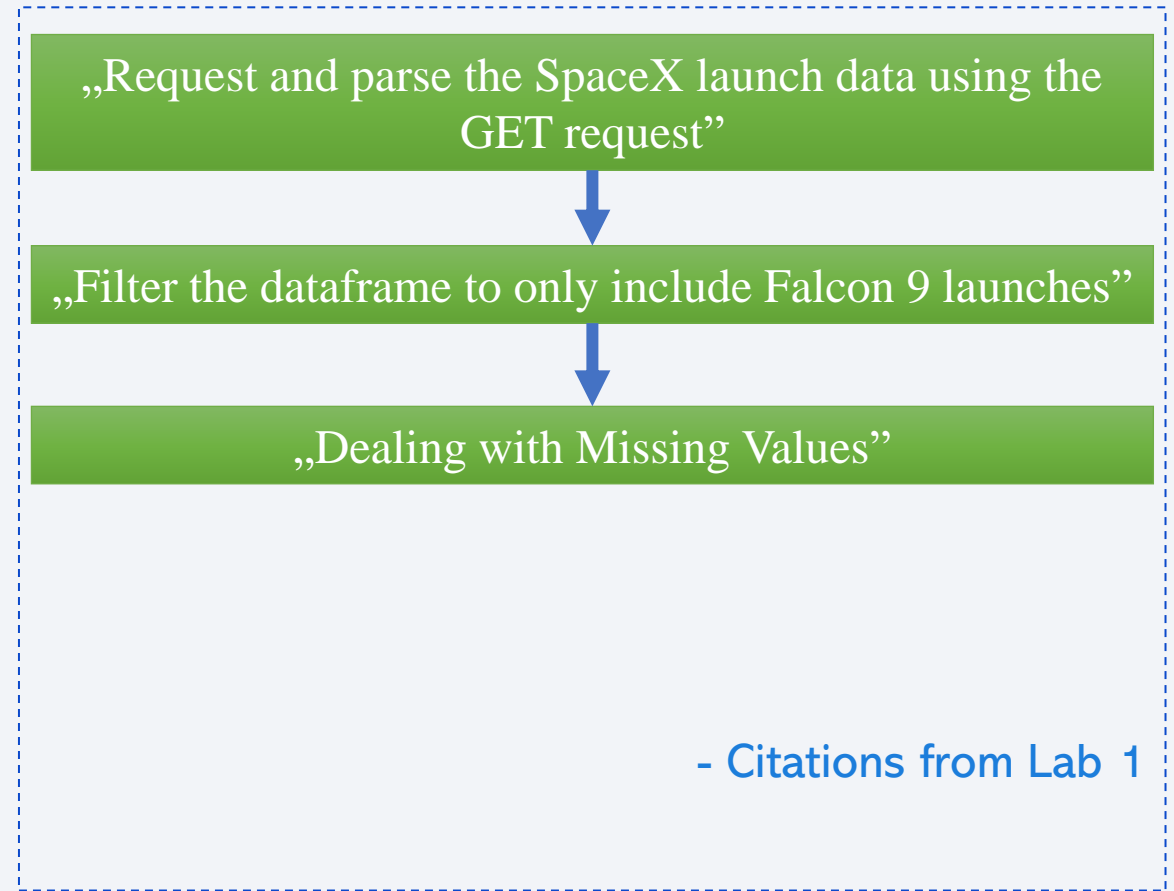 „Request and parse the SpaceX launch data using the
GET request”
„Filter the dataframe to only include Falcon 9 launches”
„Dealing with Missing Values”
- Citations from Lab 1